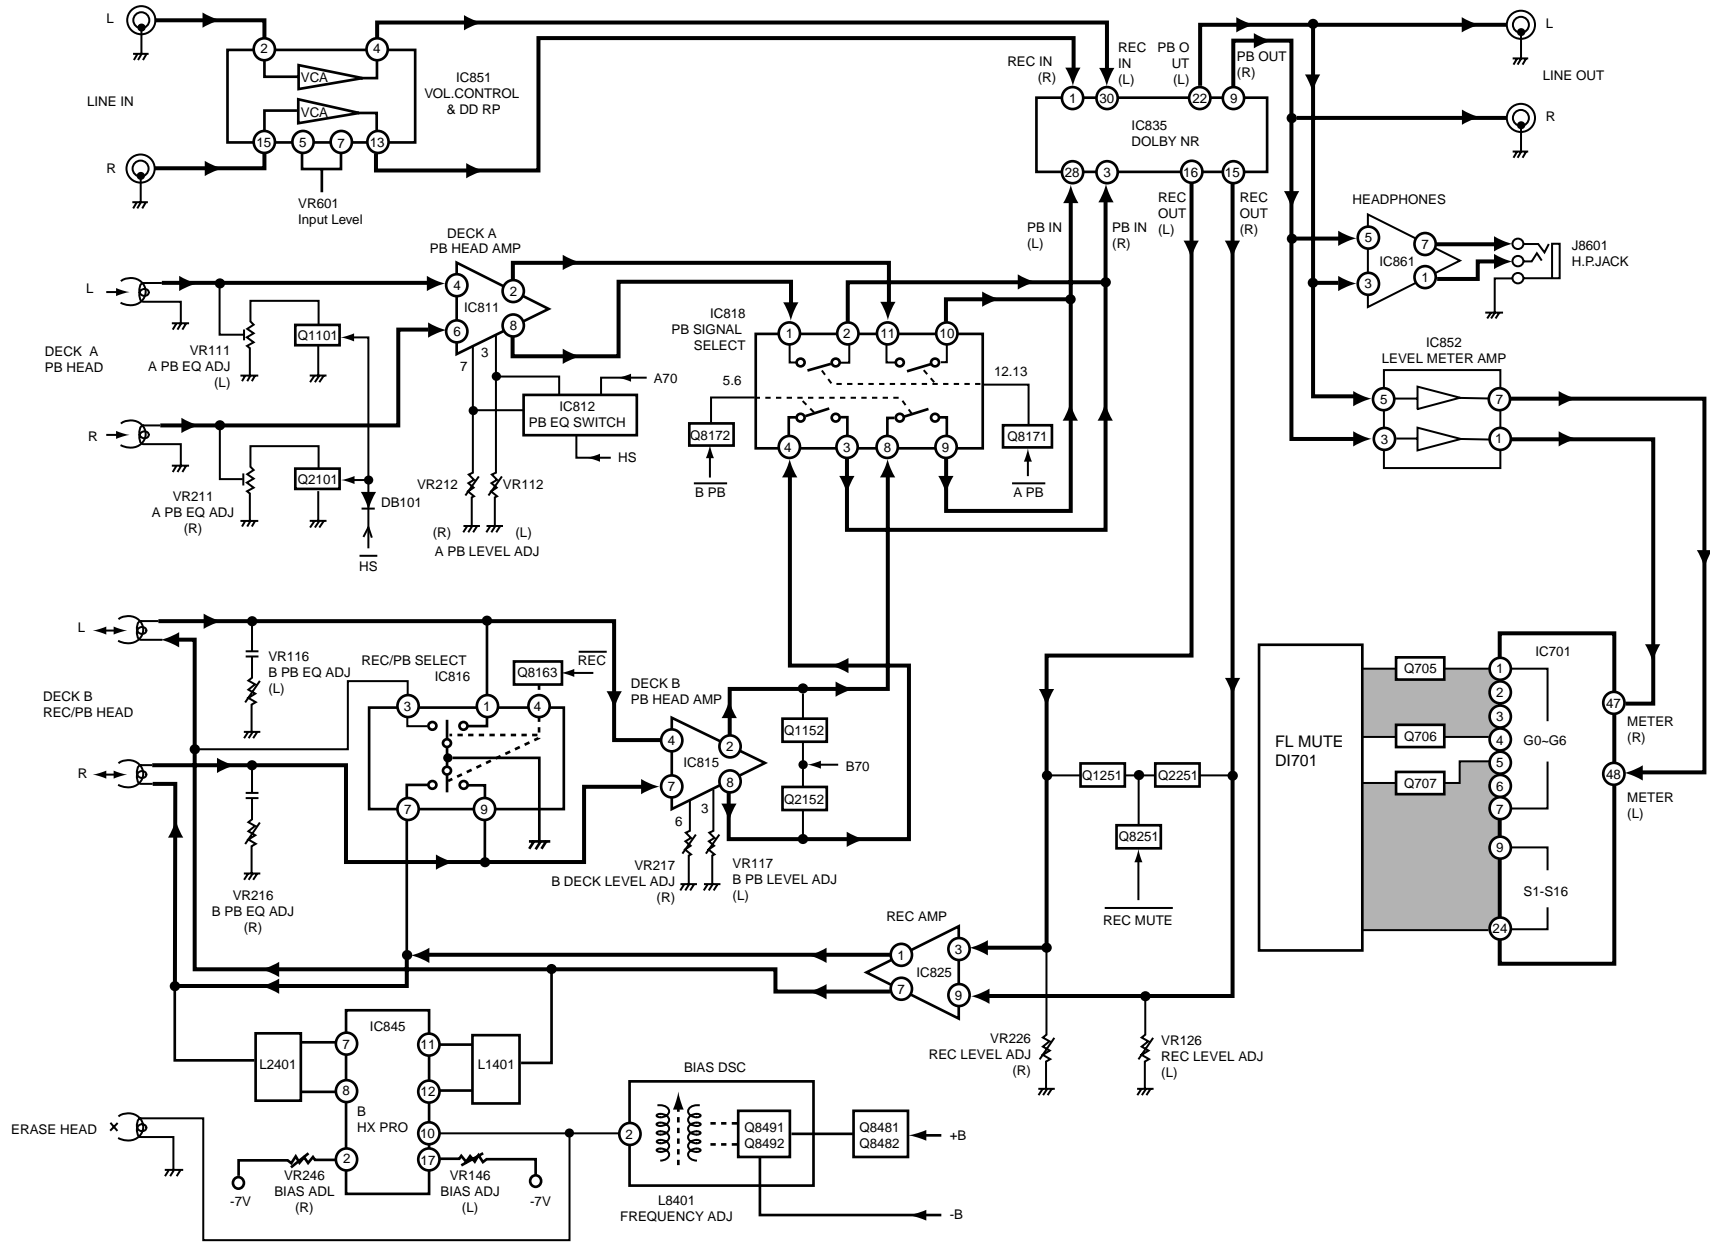 L
LINE IN
R
2
4
VCA
VCA
15
5
7
13
IC851
VOL.CONTROL
& DD RP
VR601
Input Level
REC IN
(R)
REC
IN
(L)
PB O
UT
(L)
PB OUT
(R)
1
30
22
9
IC835
DOLBY NR
28
3
16
15
PB IN
(L)
PB IN
(R)
REC
OUT
(L)
REC
OUT
(R)
L
LINE OUT
R
HEADPHONES
5
7
IC861
3
1
J8601
H.P.JACK
IC852
LEVEL METER AMP
5
7
3
1
DECK A
PB HEAD AMP
L
4
2
IC811
6
8
7
3
DECK A
PB HEAD
VR111
A PB EQ ADJ
(L)
Q1101
A70
IC812
PB EQ SWITCH
HS
R
VR211
A PB EQ ADJ
(R)
Q2101
DB101
HS
VR212
VR112
(R)
(L)
A PB LEVEL ADJ
IC818
PB SIGNAL
SELECT
1
2
11
10
5.6
12.13
Q8172
Q8171
4
3
8
9
B PB
A PB
L
DECK B
REC/PB HEAD
R
VR116
B PB EQ ADJ
(L)
REC/PB SELECT
IC816
Q8163
REC
3
1
4
7
9
VR216
B PB EQ ADJ
(R)
DECK B
PB HEAD AMP
4
2
IC815
7
8
6
3
Q1152
B70
Q2152
VR217
B DECK LEVEL ADJ
(R)
VR117
B PB LEVEL ADJ
(L)
Q1251
Q2251
Q8251
REC MUTE
FL MUTE
DI701
Q705
Q706
Q707
IC701
1
2
3
4
5
6
7
9
24
G0~G6
S1-S16
47
METER
(R)
48
METER
(L)
REC AMP
1
3
IC825
7
9
VR226
REC LEVEL ADJ
(R)
VR126
REC LEVEL ADJ
(L)
IC845
7
11
L2401
L1401
8
12
B
HX PRO
10
2
17
ERASE HEAD
-7V
VR246
BIAS ADL
(R)
VR146
BIAS ADJ
(L)
-7V
BIAS DSC
2
Q8491
Q8492
Q8481
Q8482
+B
L8401
FREQUENCY ADJ
-B